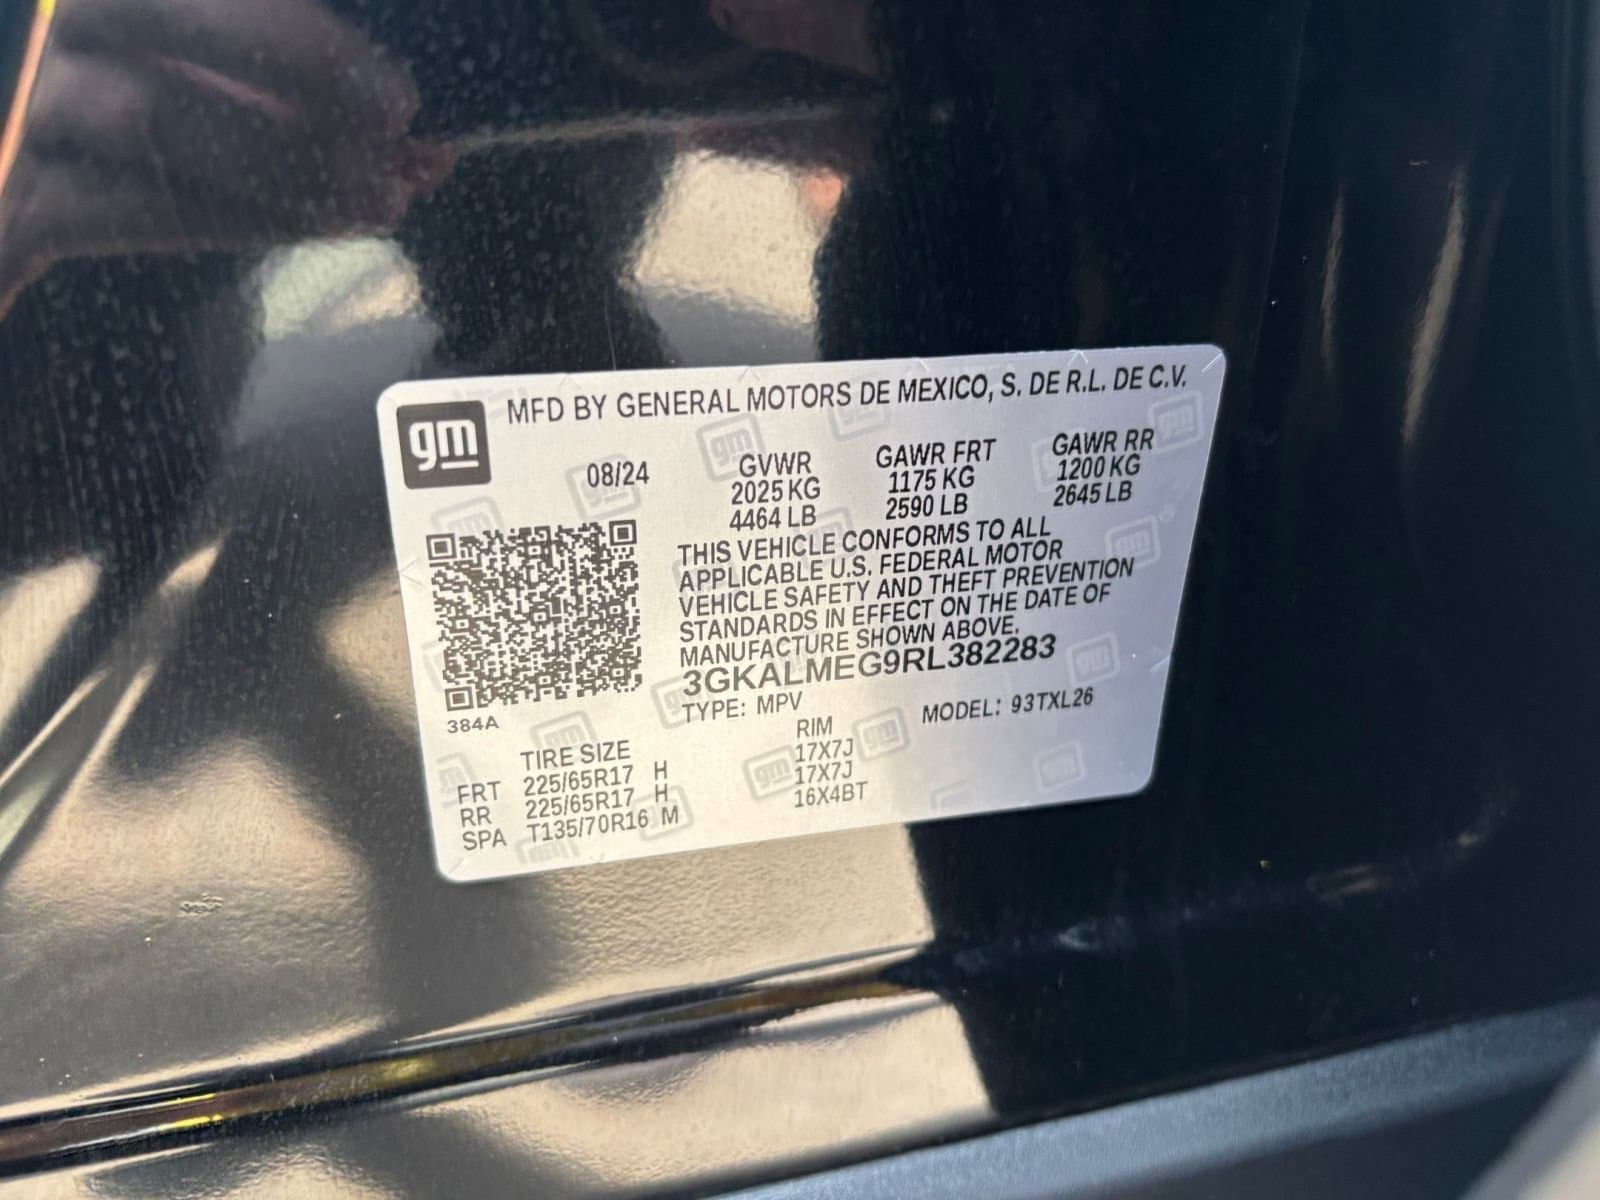 gm
MFD BY GENERAL MOTORS DE MEXICO, S. DE R.L. DE C.V.
08/24
GVWR GAWR FRT GAWR RR
2025 KG 1175 KG 1200 KG
4464 LB 2590 LB 2645 LB
THIS VEHICLE CONFORMS TO ALL
APPLICABLE U.S. FEDERAL MOTOR
VEHICLE SAFETY AND THEFT PREVENTION
STANDARDS IN EFFECT ON THE DATE OF
MANUFACTURE SHOWN ABOVE.
3GKALMEG9RL382283
384A
TYPE: MPV MODEL: 93TXL26
TIRE SIZE RIM
FRT 225/65R17 H 17X7J
RR 225/65R17 H 17X7J
SPA T135/70R16 M 16X4BT